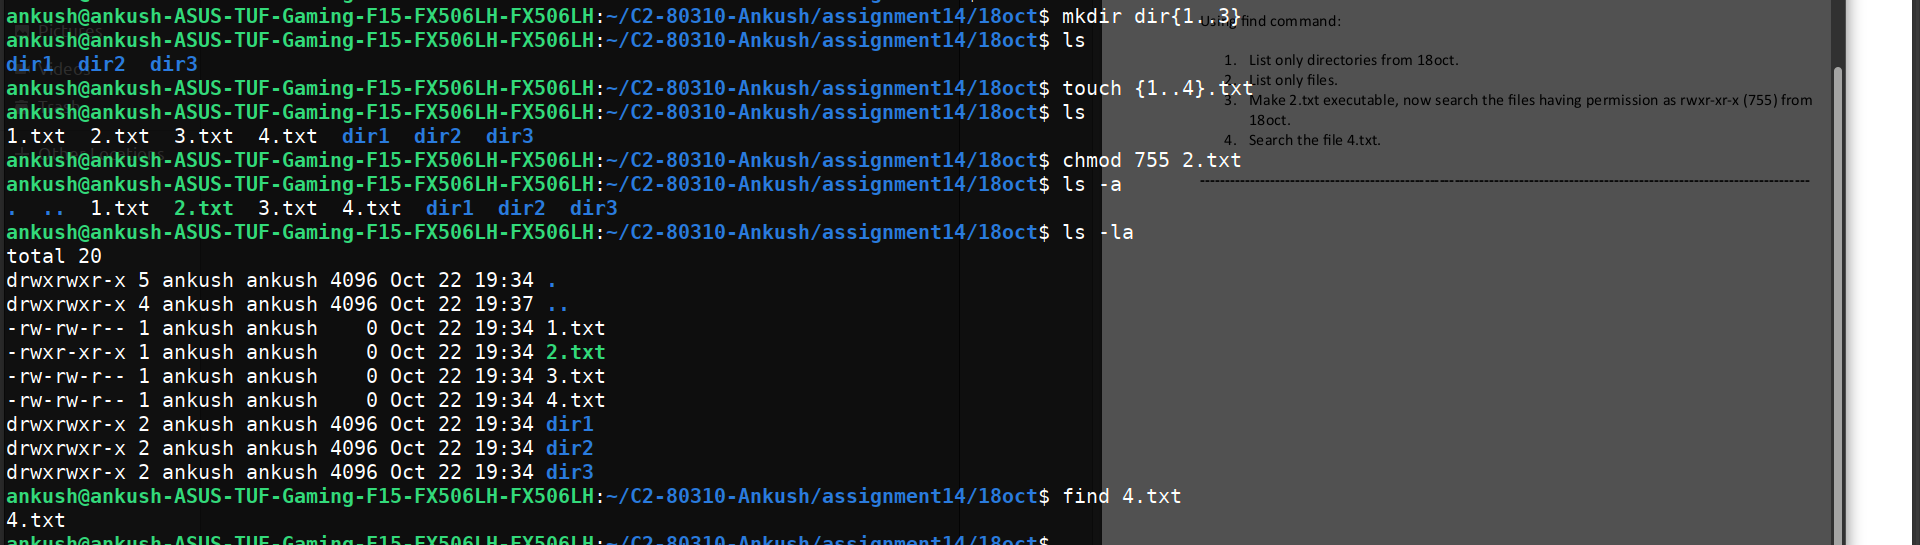 ankush@ankush-ASUS-TUF-Gaming-F15-FX506LH-FX506LH:~/C2-80310-Ankush/assignment14/18oct$ mkdir dir{1..3}
ankush@ankush-ASUS-TUF-Gaming-F15-FX506LH-FX506LH:~/C2-80310-Ankush/assignment14/18oct$ ls
dir1  dir2  dir3
ankush@ankush-ASUS-TUF-Gaming-F15-FX506LH-FX506LH:~/C2-80310-Ankush/assignment14/18oct$ touch {1..4}.txt
ankush@ankush-ASUS-TUF-Gaming-F15-FX506LH-FX506LH:~/C2-80310-Ankush/assignment14/18oct$ ls
1.txt  2.txt  3.txt  4.txt  dir1  dir2  dir3
ankush@ankush-ASUS-TUF-Gaming-F15-FX506LH-FX506LH:~/C2-80310-Ankush/assignment14/18oct$ chmod 755 2.txt
ankush@ankush-ASUS-TUF-Gaming-F15-FX506LH-FX506LH:~/C2-80310-Ankush/assignment14/18oct$ ls -a
.  ..  1.txt  2.txt  3.txt  4.txt  dir1  dir2  dir3
ankush@ankush-ASUS-TUF-Gaming-F15-FX506LH-FX506LH:~/C2-80310-Ankush/assignment14/18oct$ ls -la
total 20
drwxrwxr-x 5 ankush ankush 4096 Oct 22 19:34 .
drwxrwxr-x 4 ankush ankush 4096 Oct 22 19:37 ..
-rw-rw-r-- 1 ankush ankush    0 Oct 22 19:34 1.txt
-rwxr-xr-x 1 ankush ankush    0 Oct 22 19:34 2.txt
-rw-rw-r-- 1 ankush ankush    0 Oct 22 19:34 3.txt
-rw-rw-r-- 1 ankush ankush    0 Oct 22 19:34 4.txt
drwxrwxr-x 2 ankush ankush 4096 Oct 22 19:34 dir1
drwxrwxr-x 2 ankush ankush 4096 Oct 22 19:34 dir2
drwxrwxr-x 2 ankush ankush 4096 Oct 22 19:34 dir3
ankush@ankush-ASUS-TUF-Gaming-F15-FX506LH-FX506LH:~/C2-80310-Ankush/assignment14/18oct$ find 4.txt
4.txt
ankush@ankush-ASUS-TUF-Gaming-F15-FX506LH-FX506LH:~/C2-80310-Ankush/assignment14/18oct$
Using find command:
1. List only directories from 18oct.
2. List only files.
3. Make 2.txt executable, now search the files having permission as rwxr-xr-x (755) from
18oct.
4. Search the file 4.txt.
Pictures
Videos
Trash
+ Other Locations